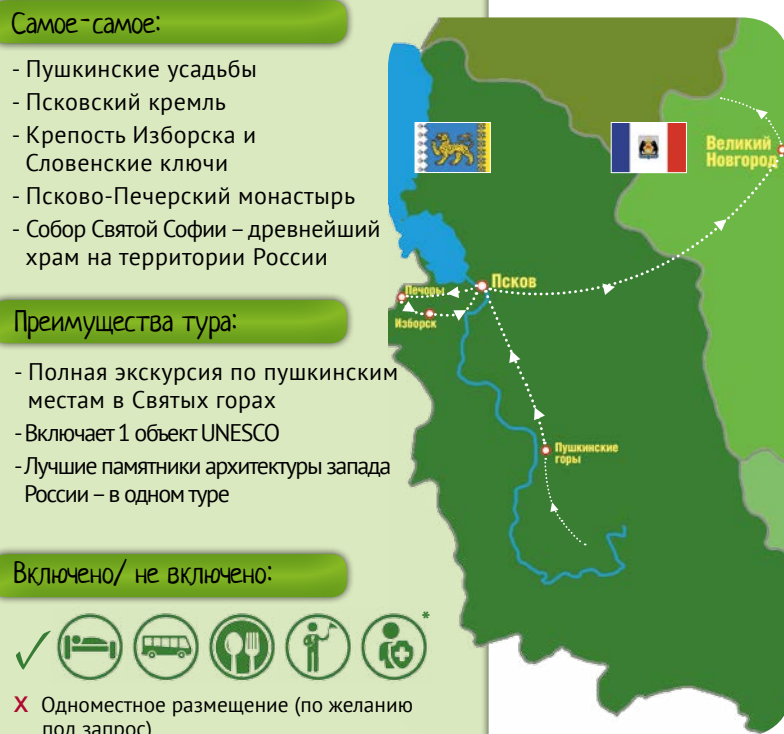 Самое-самое:
- Пушкинские усадьбы
- Псковский кремль
- Крепость Изборска и
Словенские ключи
- Псково-Печерский монастырь
- Собор Святой Софии – древнейший
храм на территории России
Преимущества тура:
- Полная экскурсия по пушкинским
местам в Святых горах
- Включает 1 объект UNESCO
- Лучшие памятники архитектуры запада
России – в одном туре
Включено/ не включено:
*
X Одноместное размещение (по желанию
под запрос)
Великий
Новгород
Псков
Печоры
Изборск
Пушкинские
горы